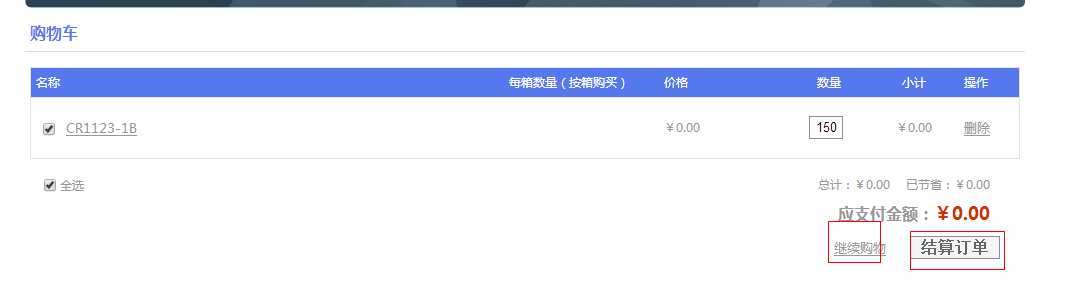 购物车
名称 每箱数量（按箱购买） 价格 数量 小计 操作
CR1123-1B ￥0.00 150 ￥0.00 删除
全选 总计：￥0.00 已节省：￥0.00
应支付金额：￥0.00
继续购物 结算订单